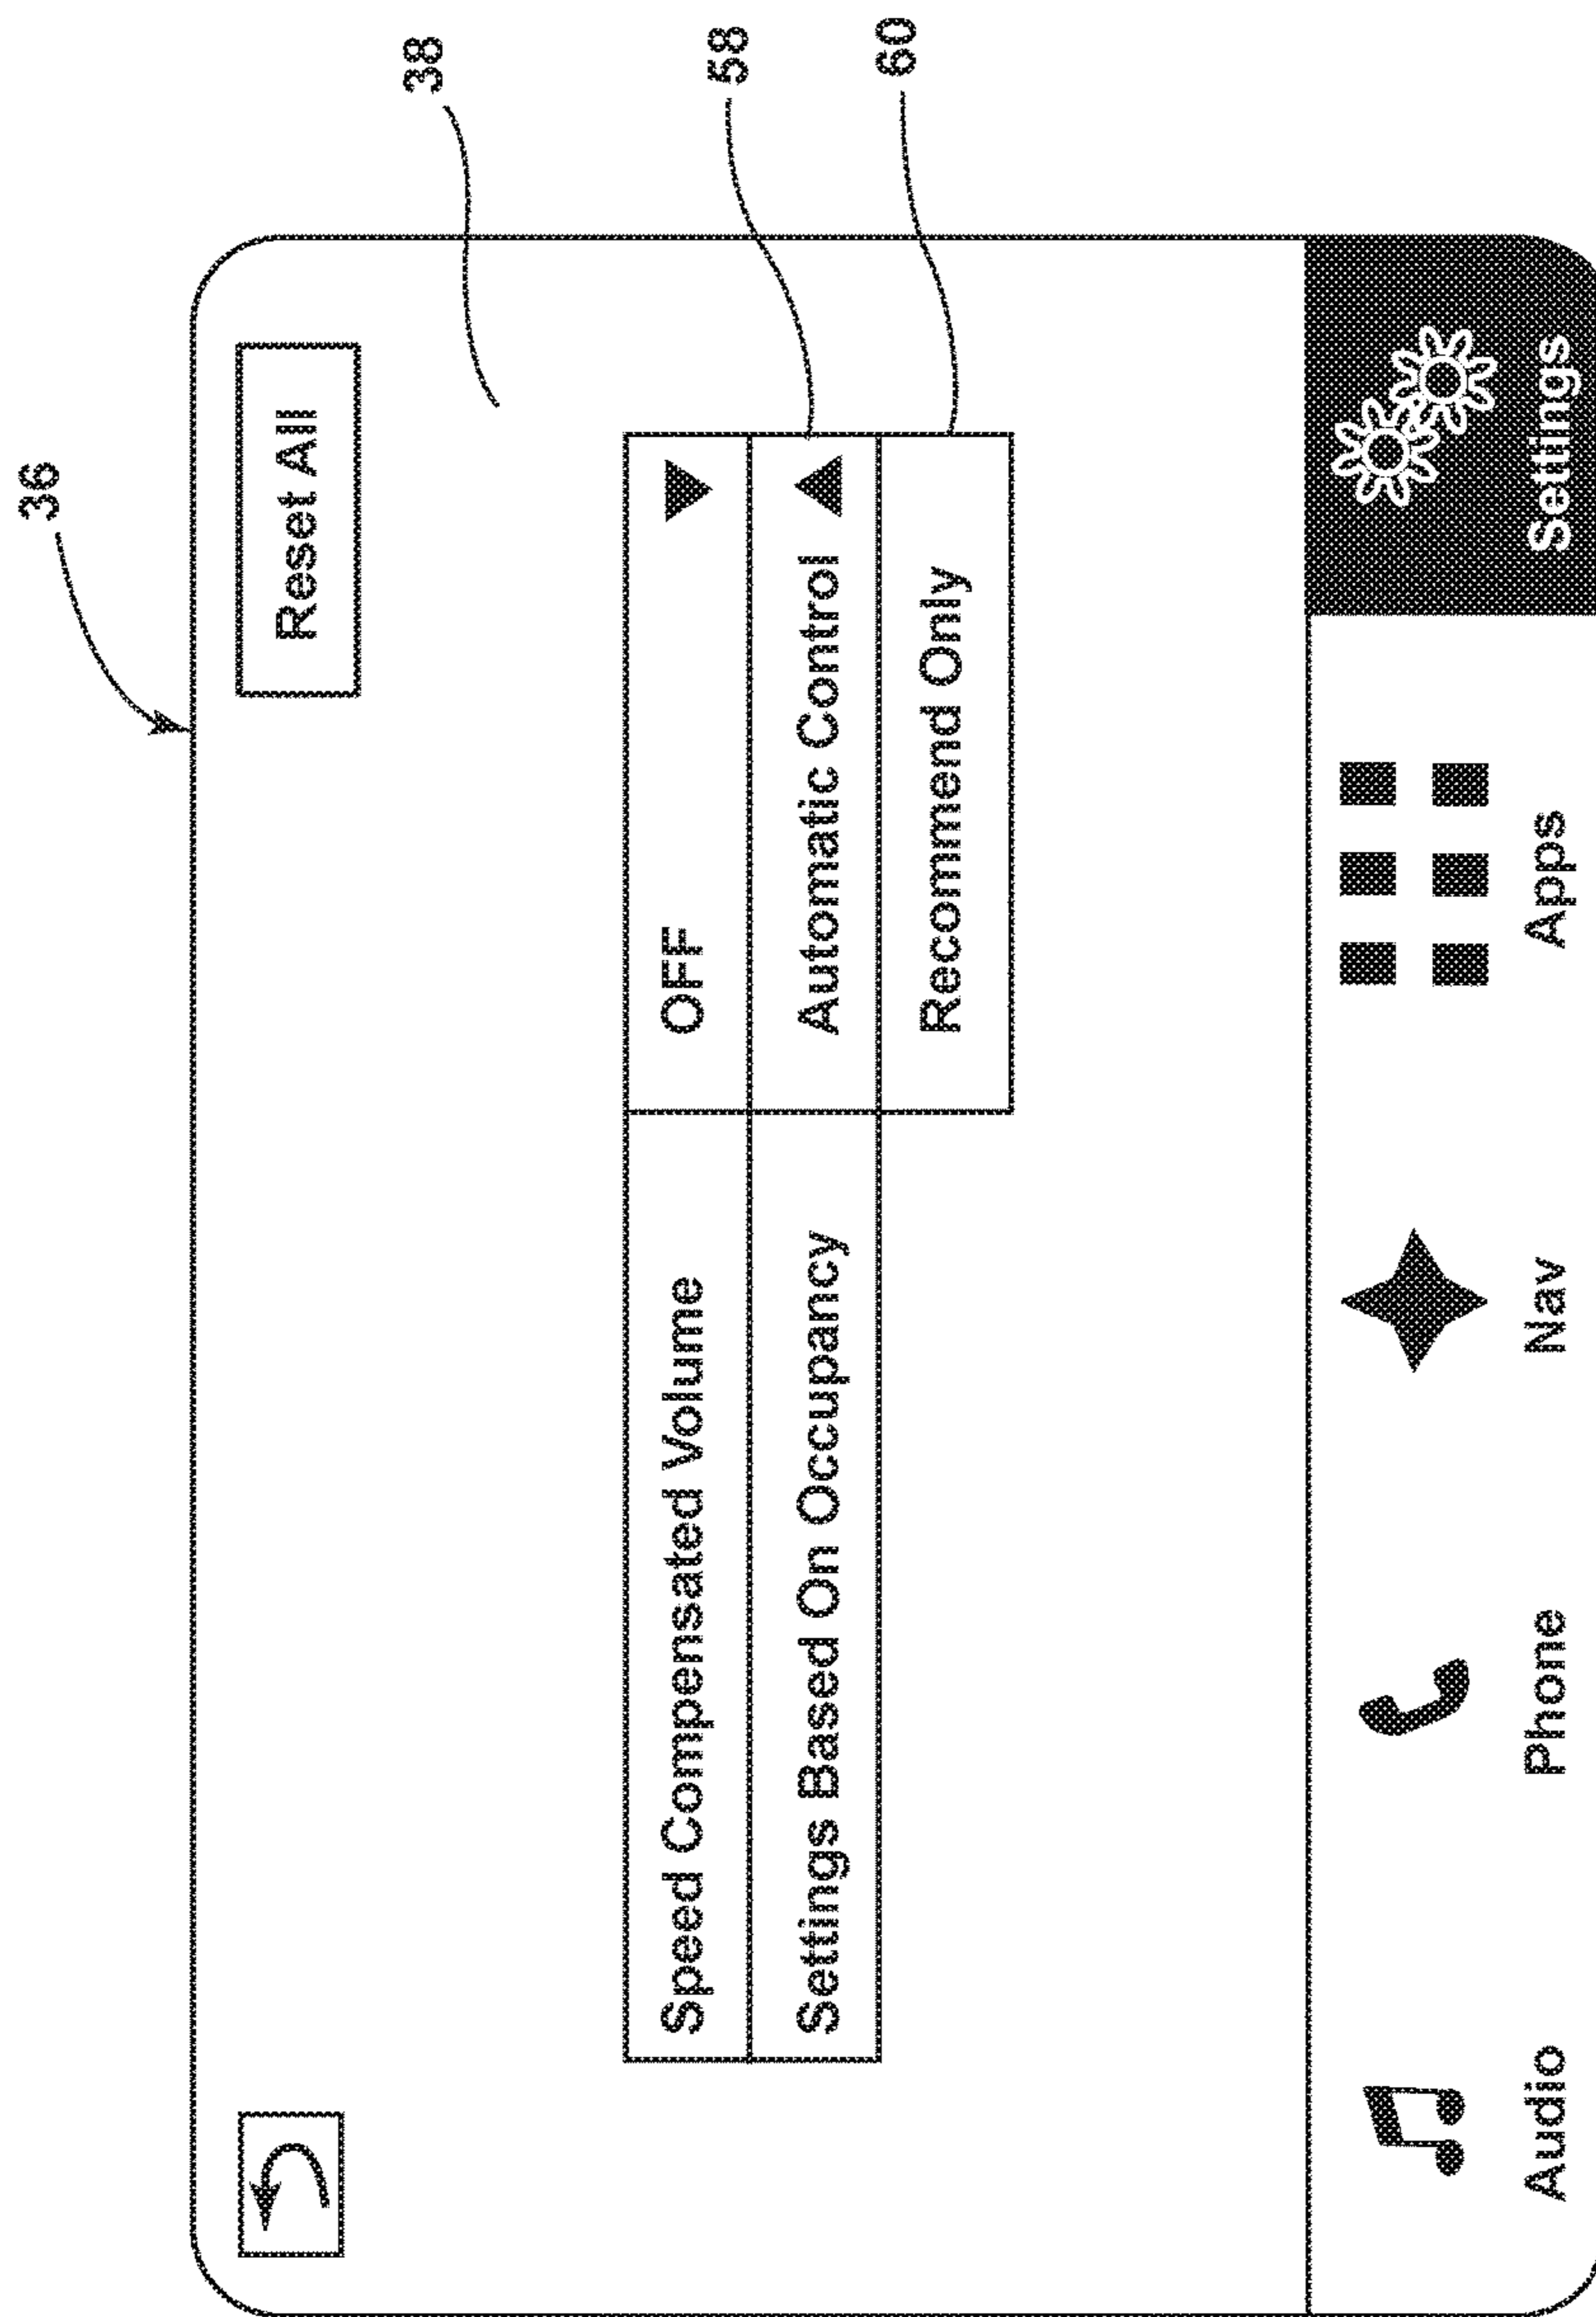 36
Reset All
38
Speed Compensated Volume OFF
Settings Based On Occupancy Automatic Control
58
Recommend Only
60
Audio Phone Nav Apps Settings